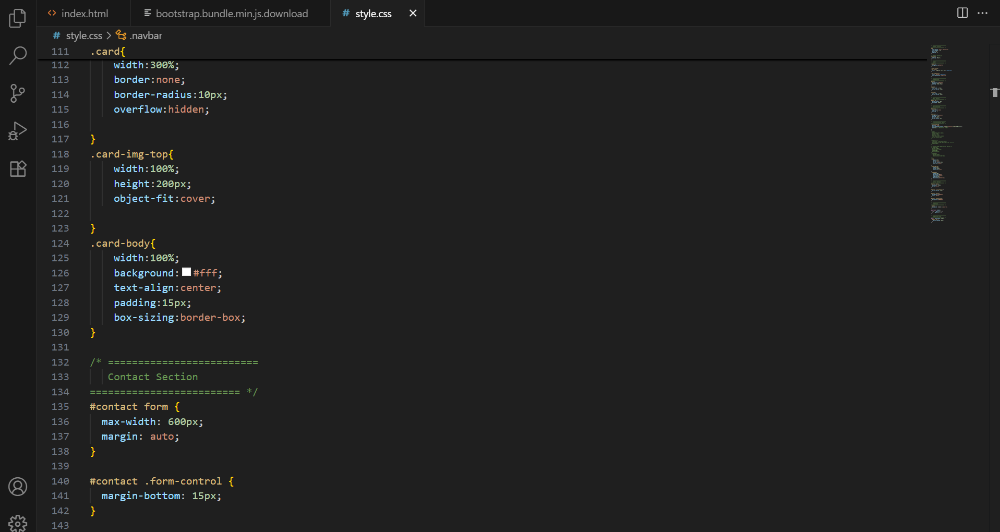 index.html
bootstrap.bundle.min.js.download
# style.css
# style.css > .navbar
111 .card{
112 width:300%;
113 border:none;
114 border-radius:10px;
115 overflow:hidden;
116
117 }
118 .card-img-top{
119 width:100%;
120 height:200px;
121 object-fit:cover;
122
123 }
124 .card-body{
125 width:100%;
126 background:#fff;
127 text-align:center;
128 padding:15px;
129 box-sizing:border-box;
130 }
131
132 /* =========================
133 Contact Section
134 ========================= */
135 #contact form {
136 max-width: 600px;
137 margin: auto;
138 }
139
140 #contact .form-control {
141 margin-bottom: 15px;
142 }
143